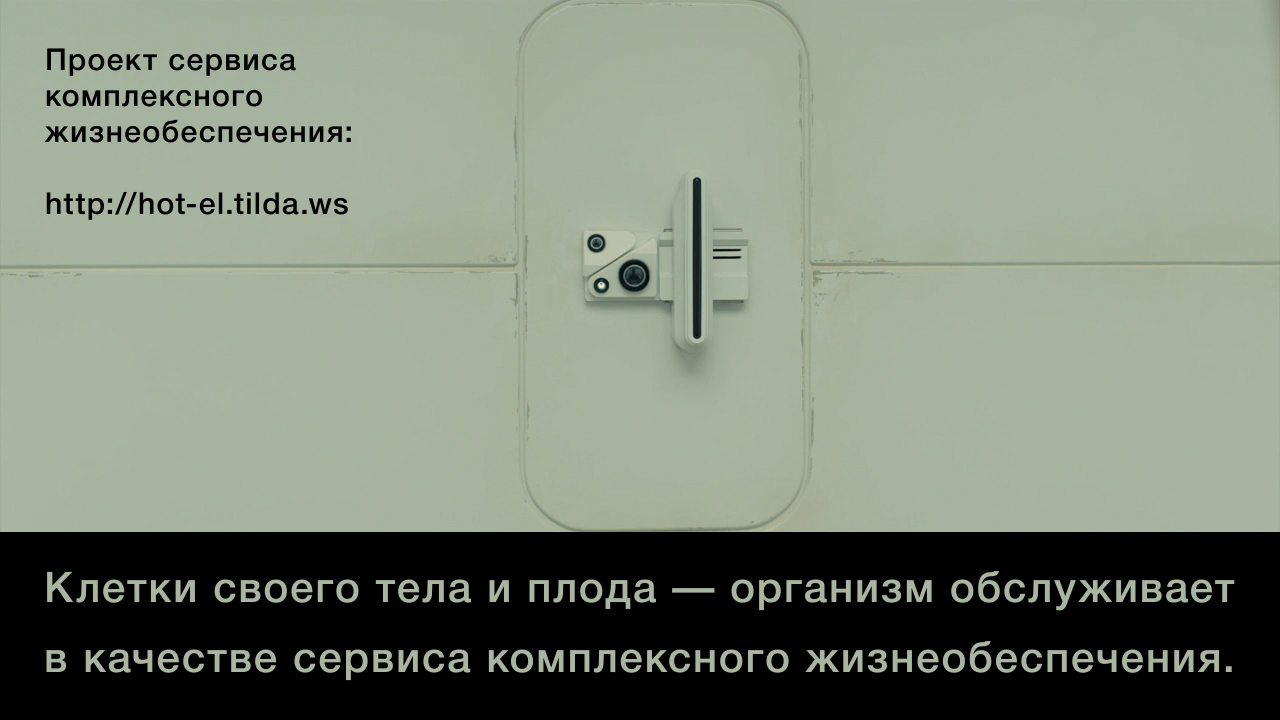 Проект сервиса
комплексного
жизнеобеспечения:
http://hot-el.tilda.ws
Клетки своего тела и плода — организм обслуживает
в качестве сервиса комплексного жизнеобеспечения.